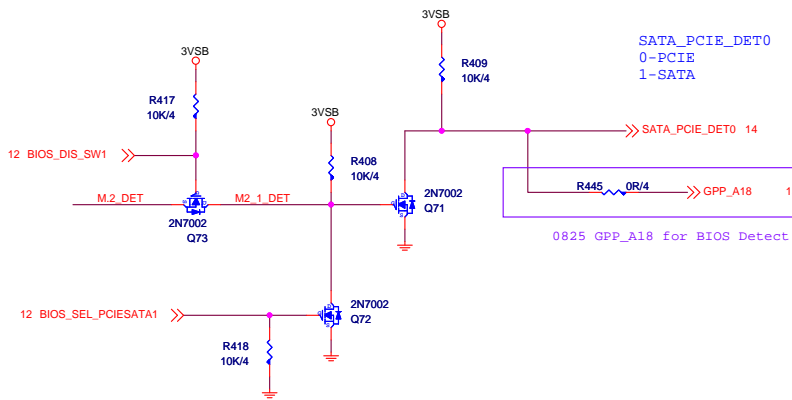 3VSB
R409
10K/4
SATA_PCIE_DET0
0-PCIE
1-SATA
3VSB
R417
10K/4
3VSB
R408
10K/4
SATA_PCIE_DET0 14
12 BIOS_DIS_SW1
R445 0R/4 GPP_A18 1
M.2_DET
M2_1_DET
2N7002
Q71
2N7002
Q73
0825 GPP_A18 for BIOS Detect
12 BIOS_SEL_PCIESATA1
2N7002
Q72
R418
10K/4